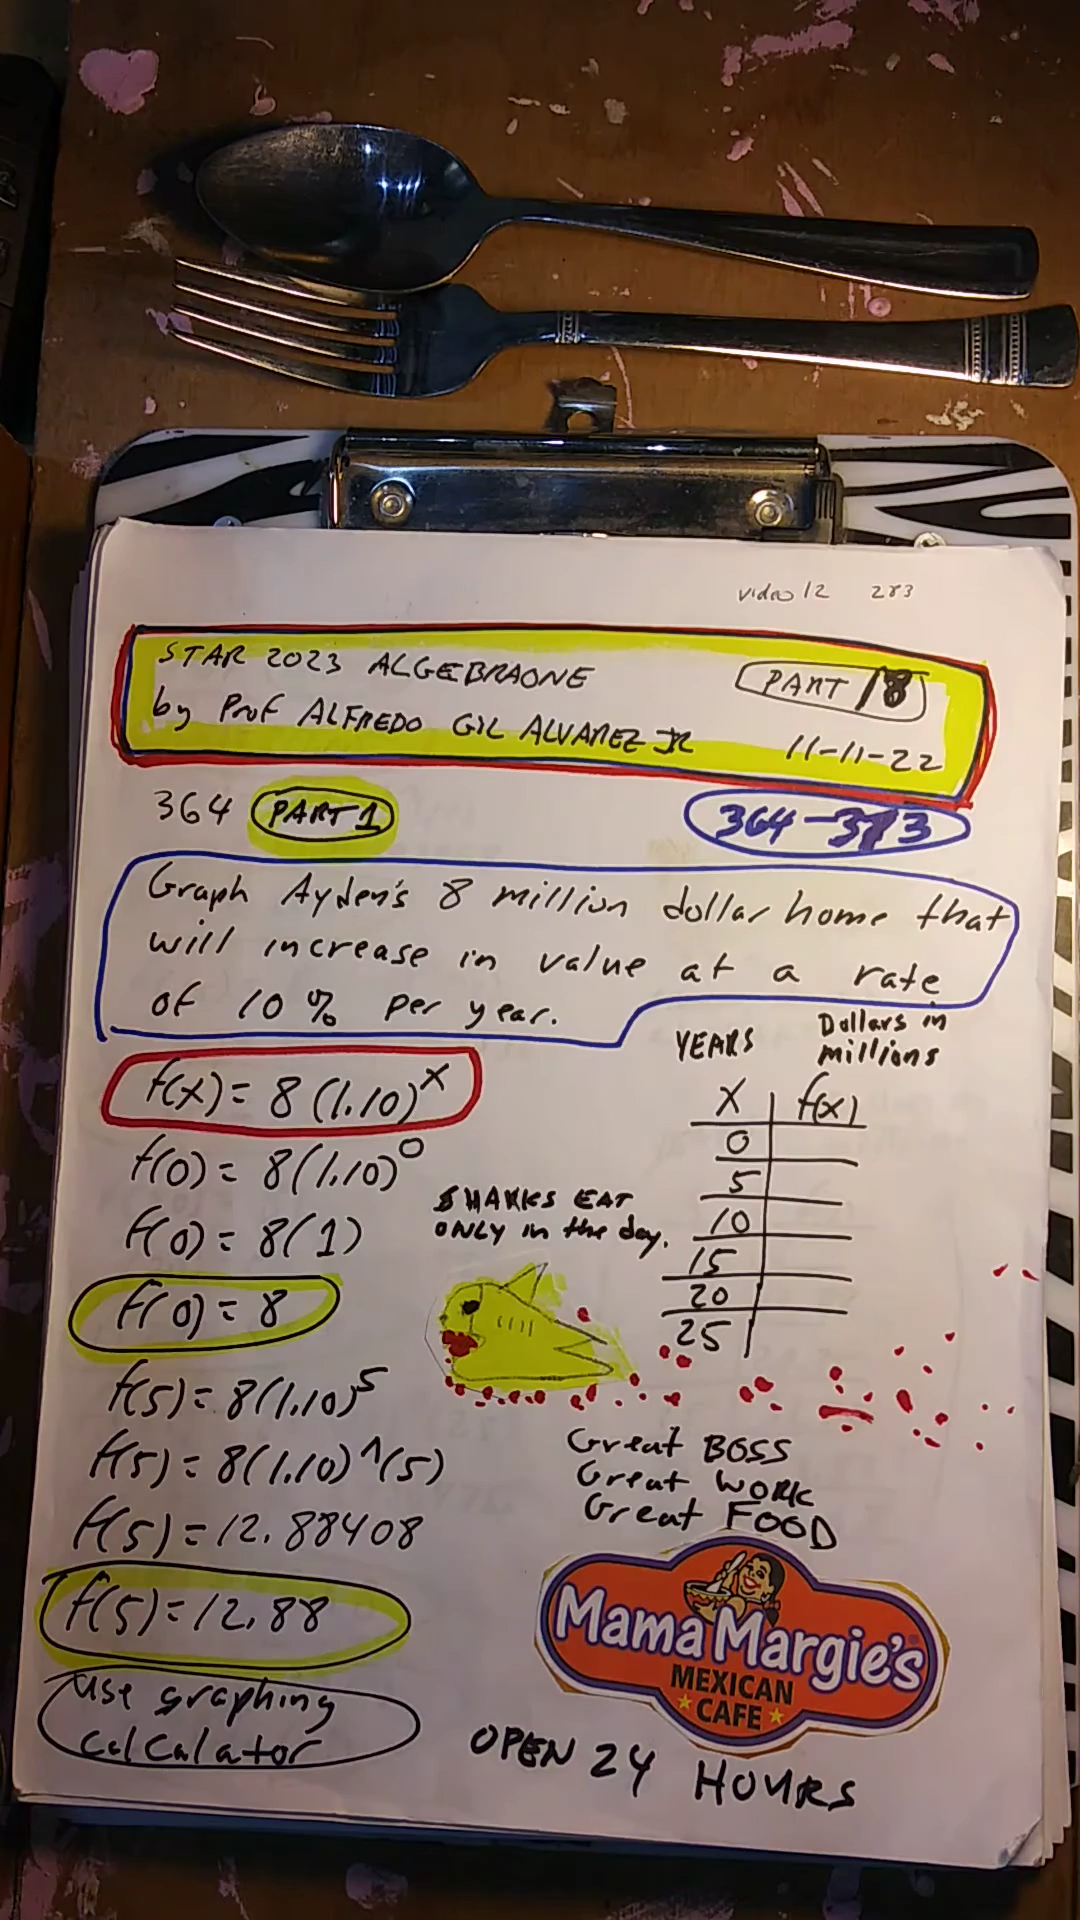 video 12 283
STAR 2023 ALGEBRAONE
by Prof ALFREDO GIL ALVAREZ JR
PART 18
11-11-22
364 PART 1
364-373
Graph Ayden's 8 million dollar home that
will increase in value at a rate
of 10% per year.
YEARS
Dollars in
millions
X f(x)
0
5
10
15
20
25
f(x) = 8(1.10)^x
f(0) = 8(1.10)^0
f(0) = 8(1)
f(0) = 8
SHARKS EAT
ONLY in the day.
f(5) = 8(1.10)^5
f(5) = 8(1.10)^(5)
f(5) = 12.88408
f(5) = 12.88
use graphing
calculator
Great BOSS
Great WORK
Great FOOD
Mama Margie's
MEXICAN
CAFE
OPEN 24 HOURS